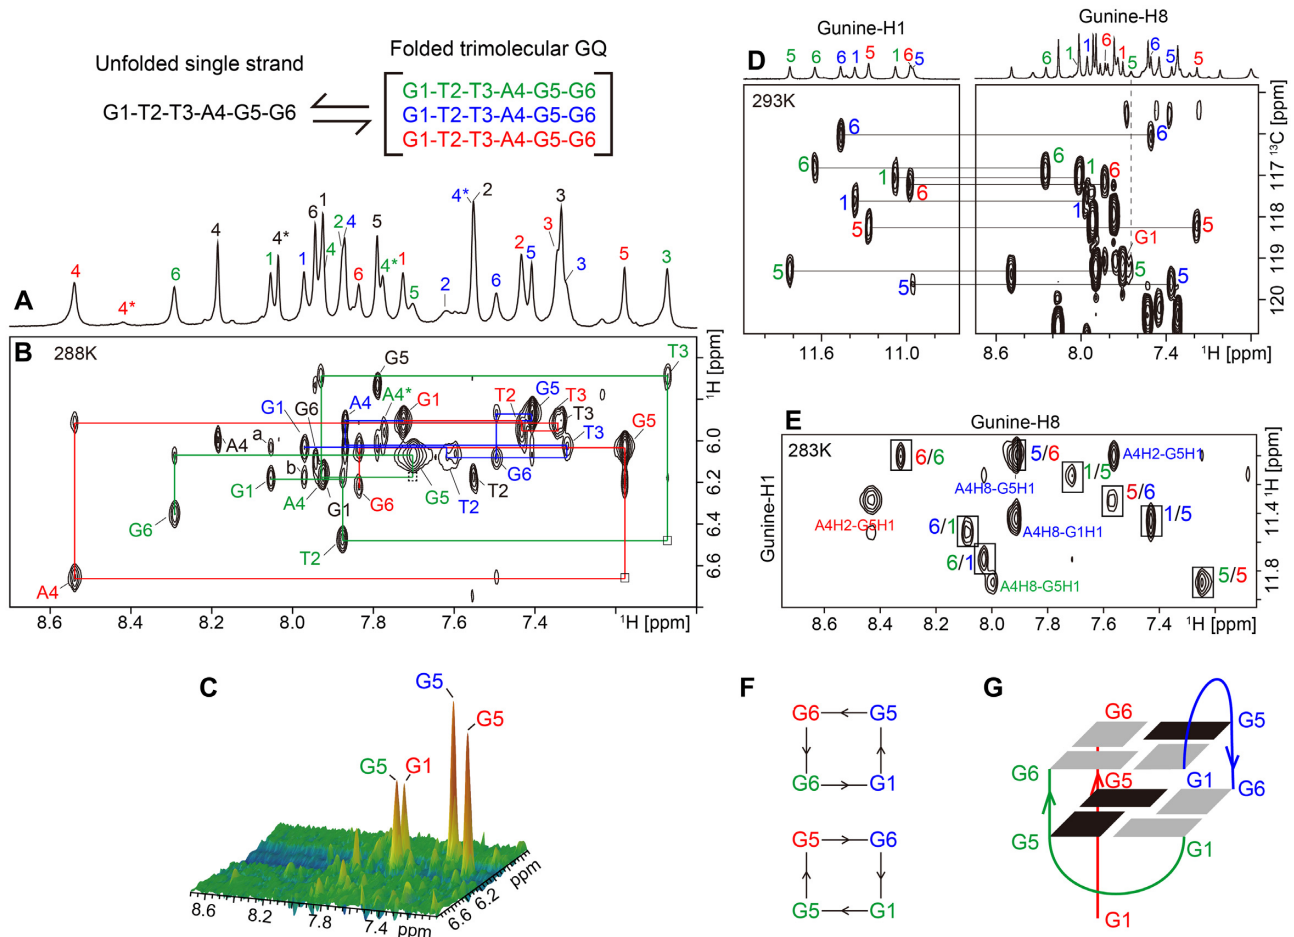 Unfolded single strand
G1-T2-T3-A4-G5-G6
Folded trimolecular GQ
G1-T2-T3-A4-G5-G6
G1-T2-T3-A4-G5-G6
G1-T2-T3-A4-G5-G6
A
4 4* 6 4 1 4* 1 6 1 4 2 4 6 5 4* 1 5 2 4* 2 6 2 5 3 3 3 5 3
B
288K
G5
T3
G1 G6 A4 A4* G1 T2 G5 T3
A4 a T3 T3 G5
b G6
G1 A4 G1 G6 G5 T2 T2
G6
T2
A4
¹H [ppm]
6.0
6.2
6.4
6.6
8.6 8.4 8.2 8.0 7.8 7.6 7.4 ¹H [ppm]
C
G5
G5
G5 G1
8.6 8.2 7.8 7.4 ppm
6.6 6.2 ppm
D
Gunine-H1
Gunine-H8
5 6 6 1 5 1 6 5
6 1 1 6 1 5 6 5 5
293K
6 6
6 1 6 1 6
1 1
5 5
G1
5 5 5 5
¹³C [ppm]
117
118
119
120
11.6 11.0
8.6 8.0 7.4 ¹H [ppm]
E
Gunine-H8
283K
Gunine-H1
6/6 5/6 A4H2-G5H1
A4H8-G5H1 1/5
5/6
A4H2-G5H1 6/1 A4H8-G1H1 1/5
6/1
A4H8-G5H1 5/5
¹H [ppm]
11.4
11.8
8.6 8.0 7.4 ¹H [ppm]
F
G6 G5
G6 G1
G5 G6
G5 G1
G
G6 G5
G6 G5 G1 G6
G5 G1
G1